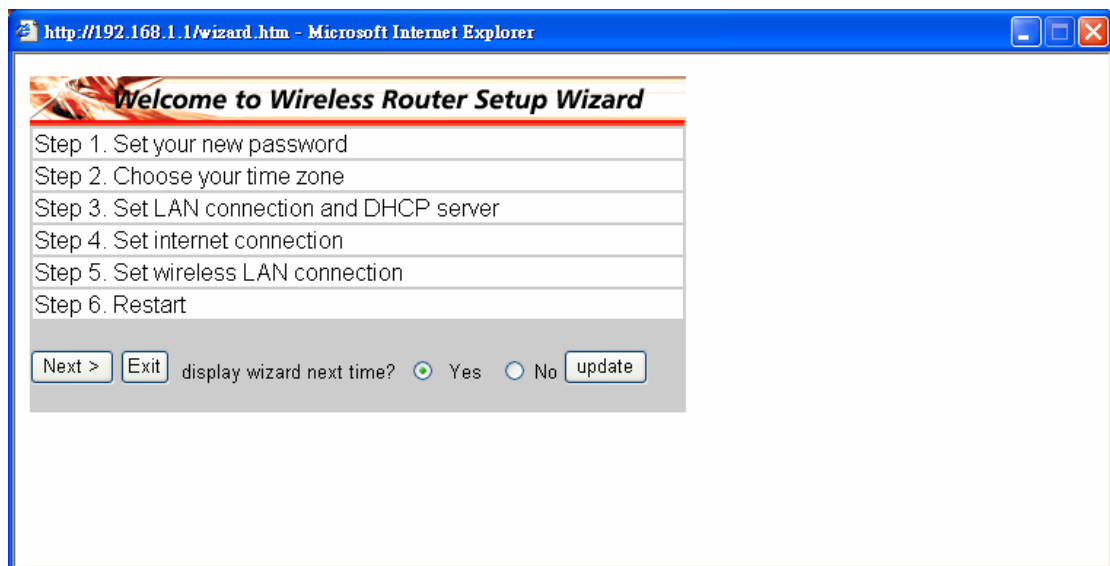 http://192.168.1.1/wizard.htm - Microsoft Internet Explorer
Welcome to Wireless Router Setup Wizard
Step 1. Set your new password
Step 2. Choose your time zone
Step 3. Set LAN connection and DHCP server
Step 4. Set internet connection
Step 5. Set wireless LAN connection
Step 6. Restart
Next > Exit display wizard next time? Yes No update